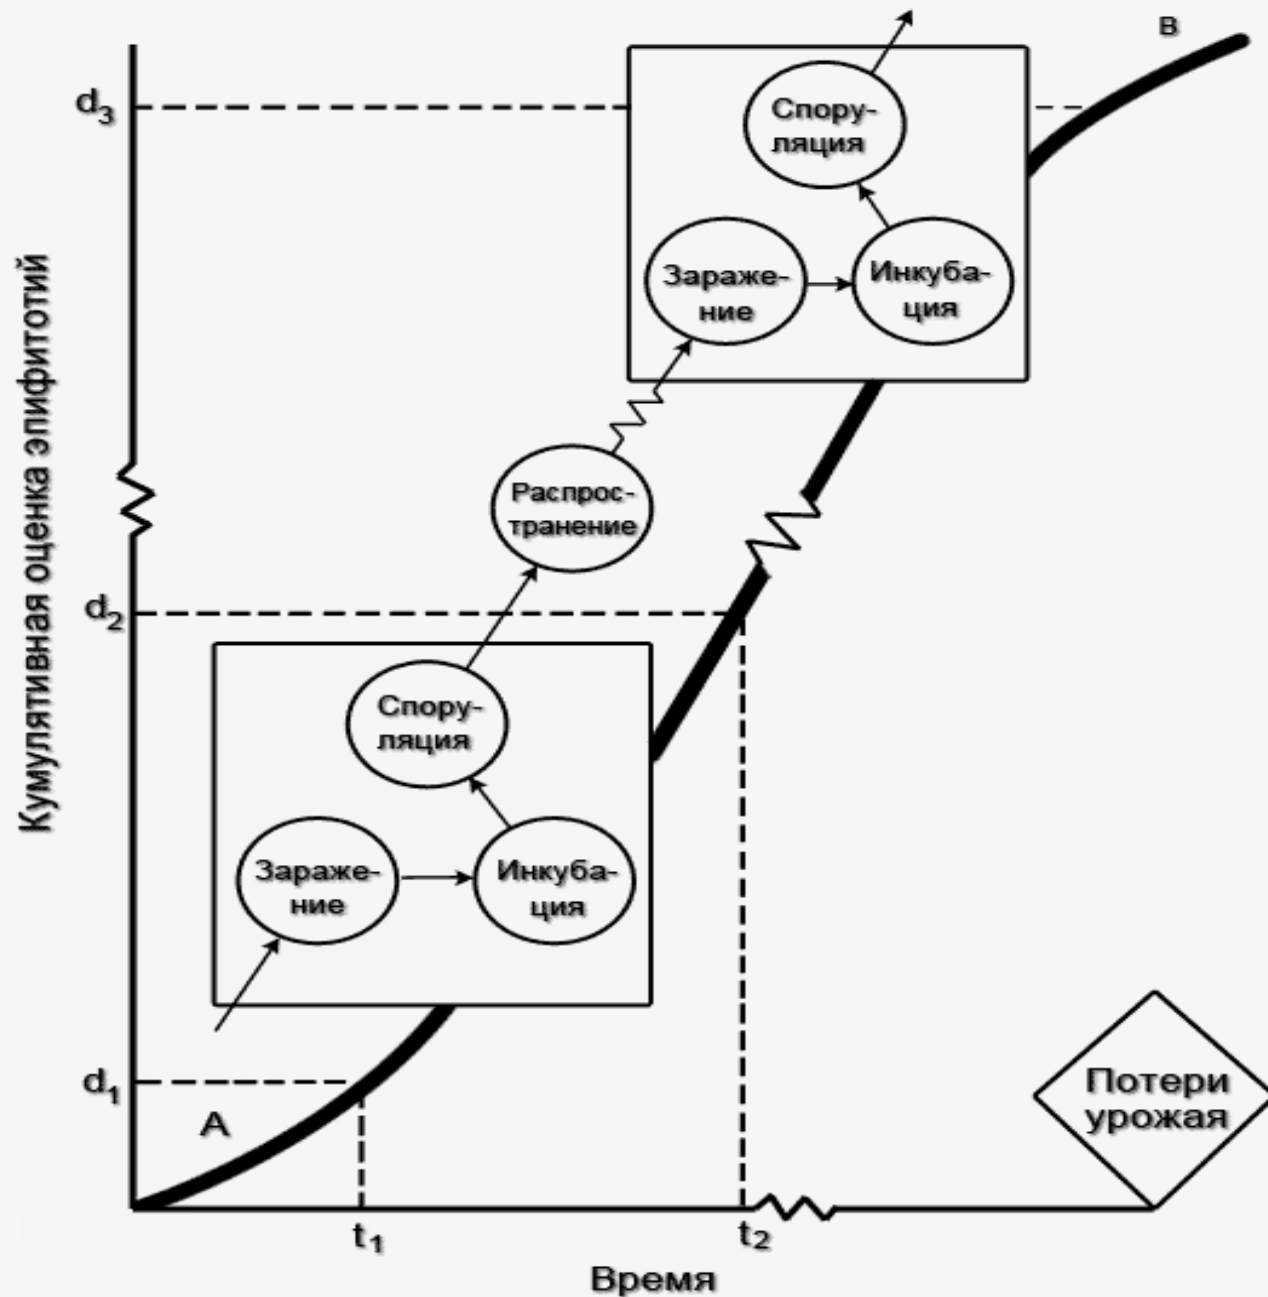 B
d3
Спору-
ляция
Зараже-
ние
Инкуба-
ция
Кумулятивная оценка эпифитотий
Распрос-
транение
d2
Спору-
ляция
Зараже-
ние
Инкуба-
ция
d1
A
Потери
урожая
t1
t2
Время